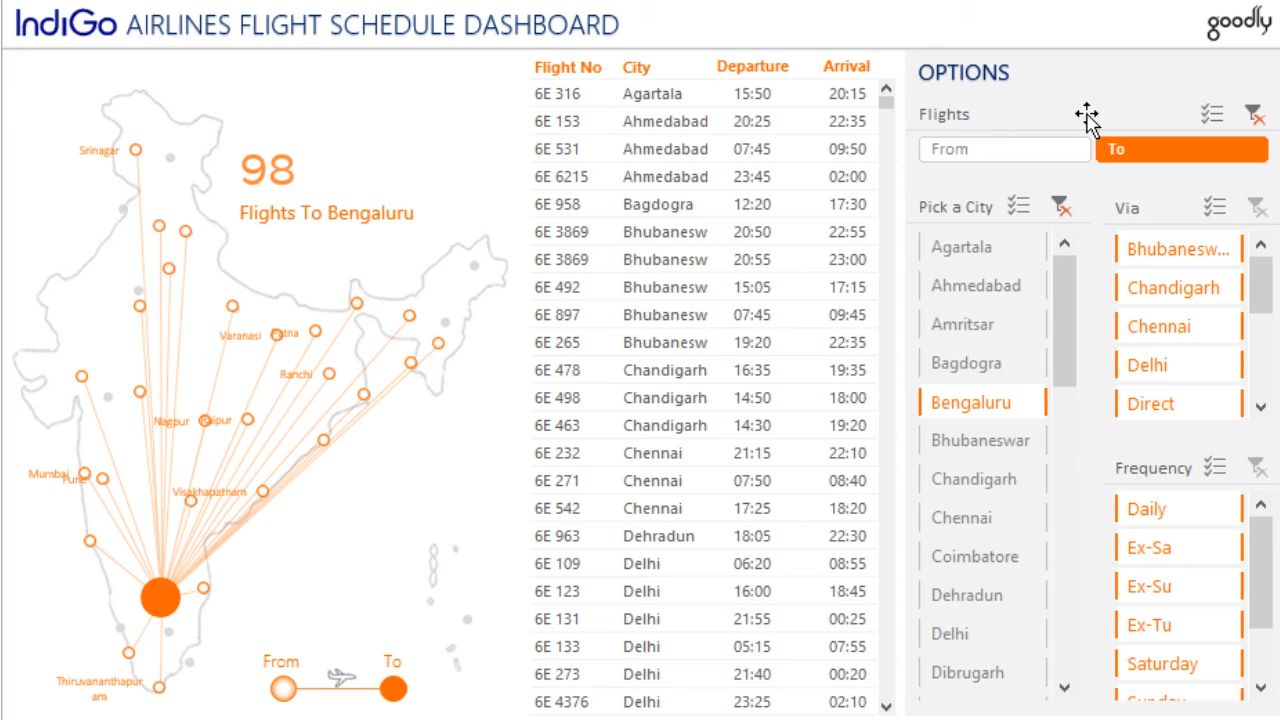 IndiGo AIRLINES FLIGHT SCHEDULE DASHBOARD
goodly
Srinagar
98
Flights To Bengaluru
Varanasi
Patna
Ranchi
Nagpur
Raipur
Mumbai
Pune
Visakhapatnam
Thiruvananthapur
am
From To
Flight No City Departure Arrival
6E 316 Agartala 15:50 20:15
6E 153 Ahmedabad 20:25 22:35
6E 531 Ahmedabad 07:45 09:50
6E 6215 Ahmedabad 23:45 02:00
6E 958 Bagdogra 12:20 17:30
6E 3869 Bhubanesw 20:50 22:55
6E 3869 Bhubanesw 20:55 23:00
6E 492 Bhubanesw 15:05 17:15
6E 897 Bhubanesw 07:45 09:45
6E 265 Bhubanesw 19:20 22:35
6E 478 Chandigarh 16:35 19:35
6E 498 Chandigarh 14:50 18:00
6E 463 Chandigarh 14:30 19:20
6E 232 Chennai 21:15 22:10
6E 271 Chennai 07:50 08:40
6E 542 Chennai 17:25 18:20
6E 963 Dehradun 18:05 22:30
6E 109 Delhi 06:20 08:55
6E 123 Delhi 16:00 18:45
6E 131 Delhi 21:55 00:25
6E 133 Delhi 05:15 07:55
6E 273 Delhi 21:40 00:20
6E 4376 Delhi 23:25 02:10
OPTIONS
Flights
From To
Pick a City
Agartala
Ahmedabad
Amritsar
Bagdogra
Bengaluru
Bhubaneswar
Chandigarh
Chennai
Coimbatore
Dehradun
Delhi
Dibrugarh
Via
Bhubanesw...
Chandigarh
Chennai
Delhi
Direct
Frequency
Daily
Ex-Sa
Ex-Su
Ex-Tu
Saturday
Sunday